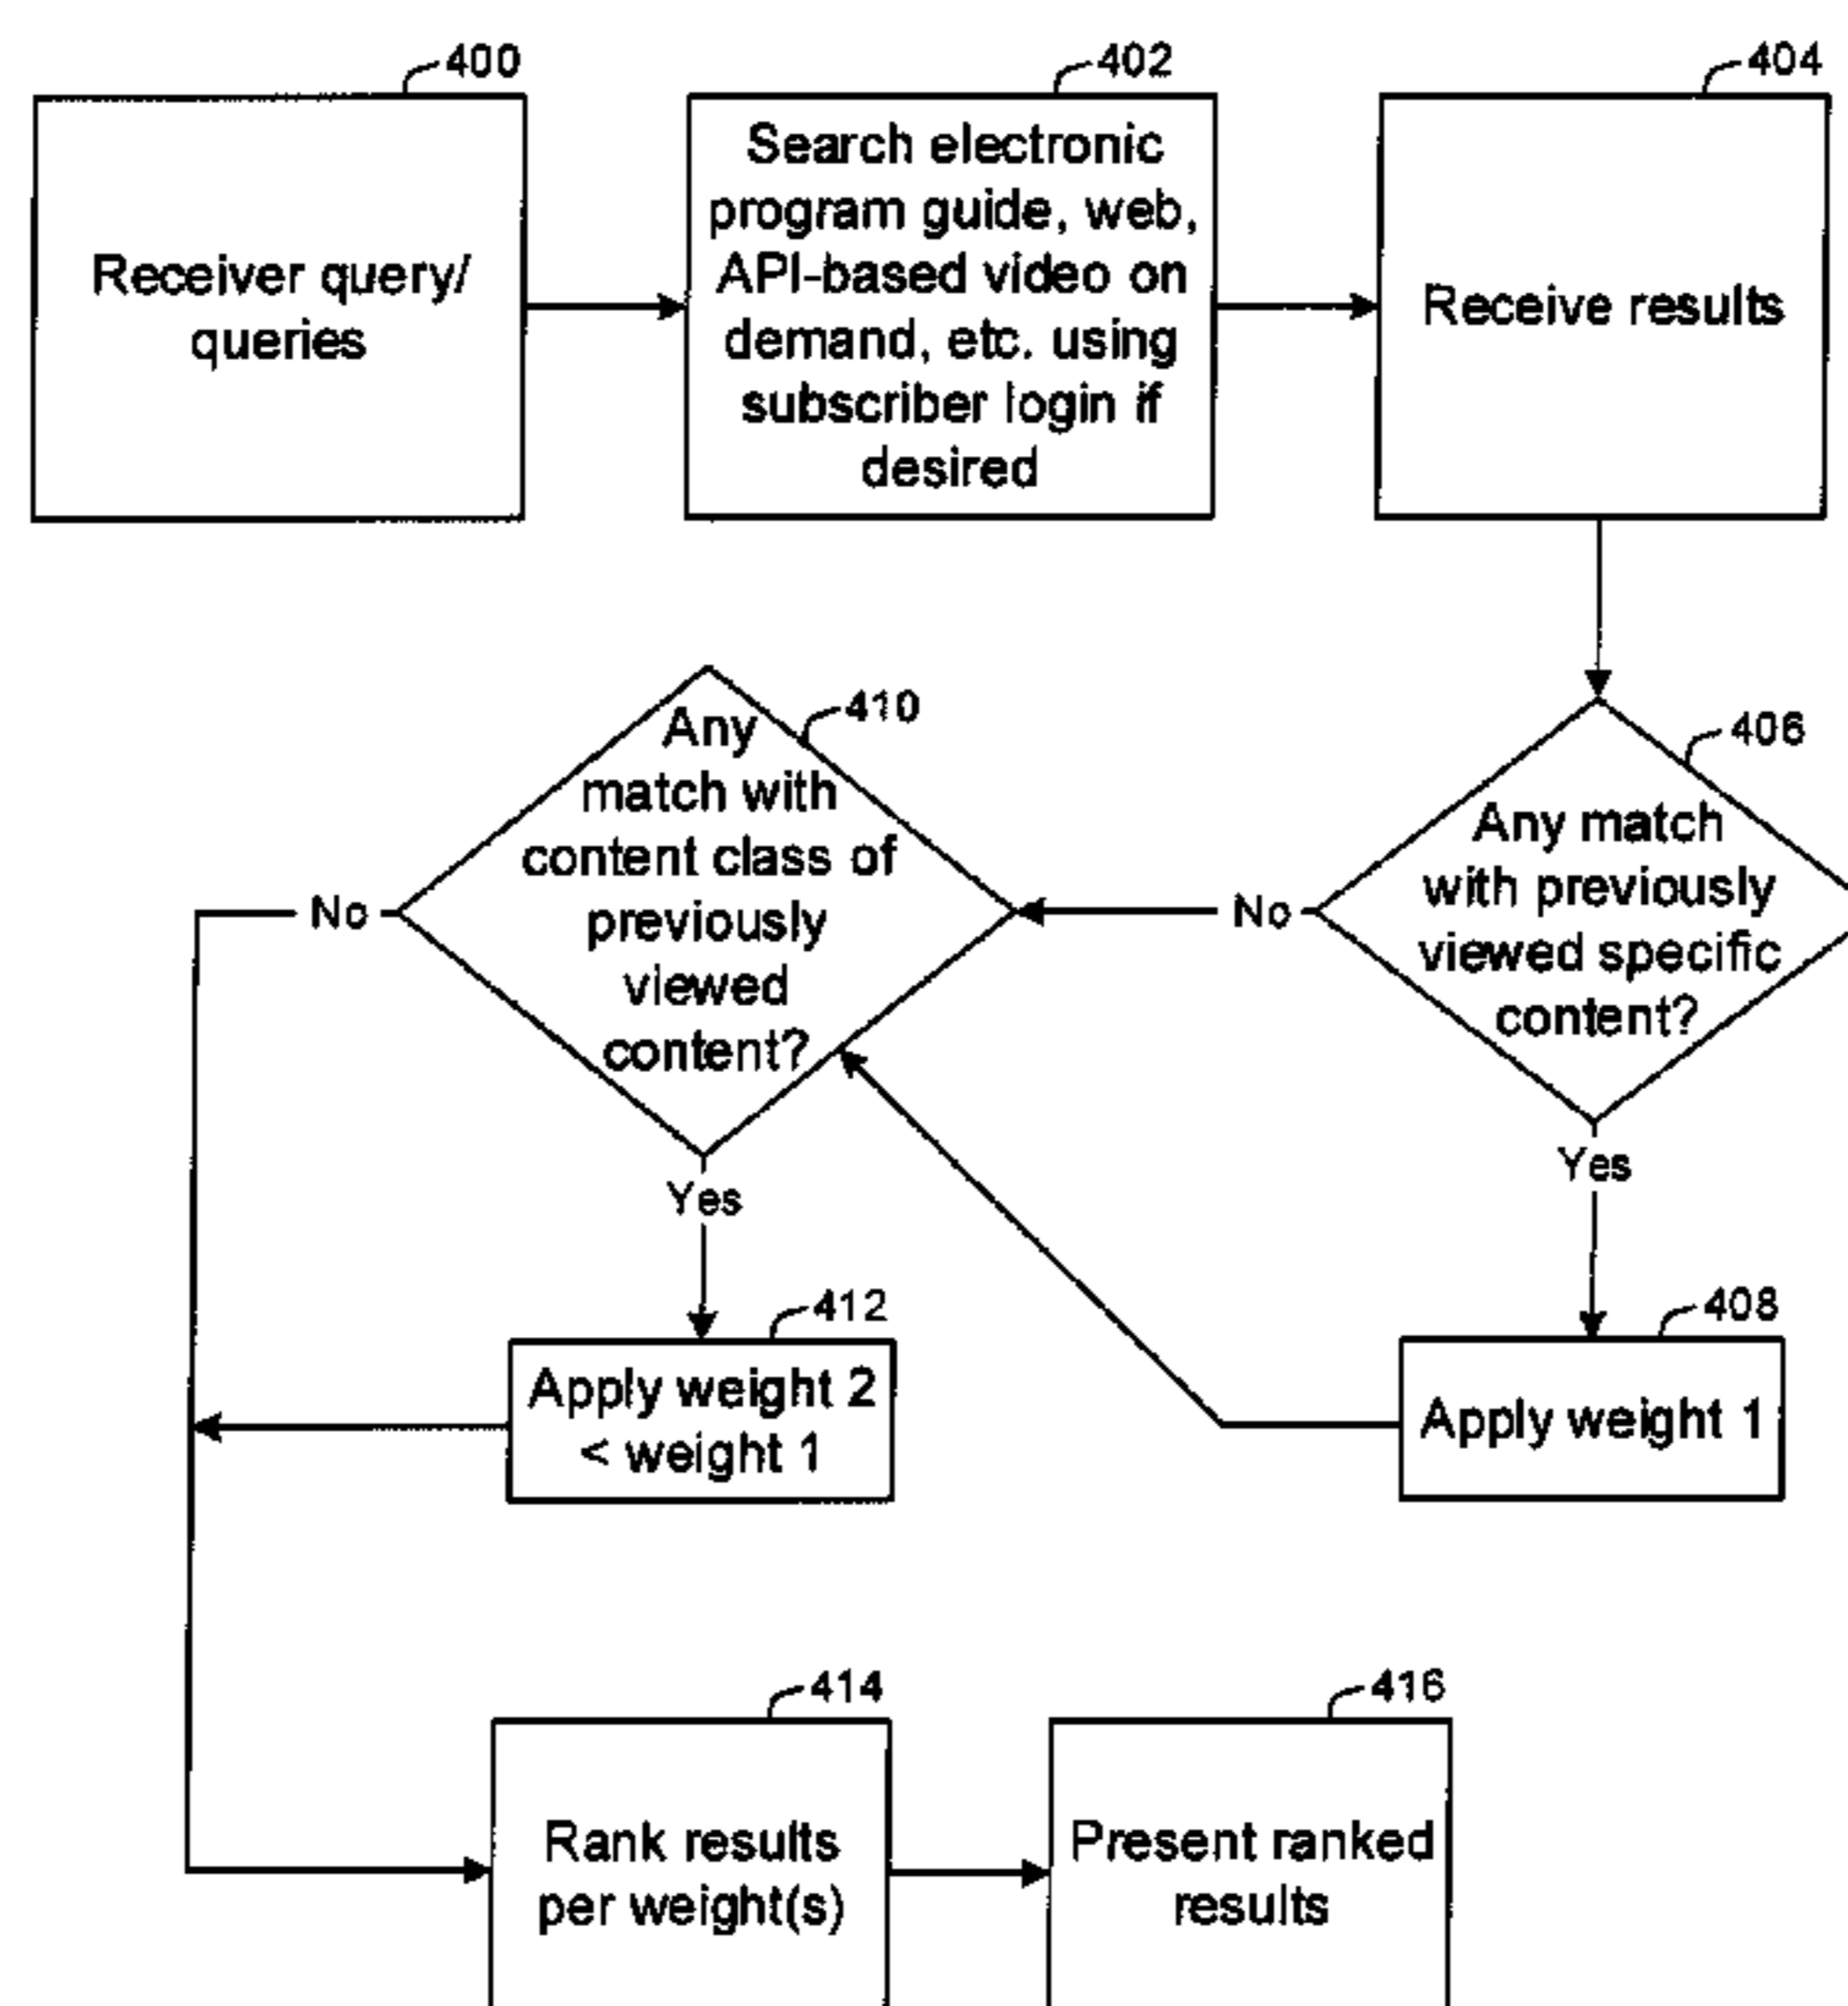 400
Receiver query/
queries
402
Search electronic
program guide, web,
API-based video on
demand, etc. using
subscriber login if
desired
404
Receive results
406
Any match
with previously
viewed specific
content?
No
Yes
408
Apply weight 1
410
Any
match with
content class of
previously
viewed
content?
No
Yes
412
Apply weight 2
< weight 1
414
Rank results
per weight(s)
416
Present ranked
results